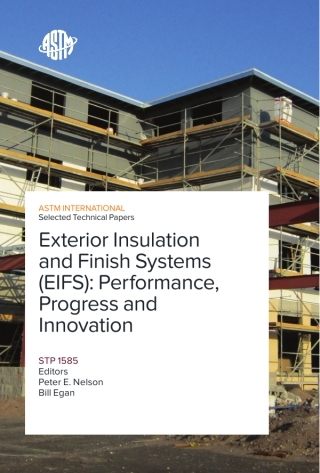 ASTM
ASTM INTERNATIONAL
Selected Technical Papers
Exterior Insulation
and Finish Systems
(EIFS): Performance,
Progress and
Innovation
STP 1585
Editors
Peter E. Nelson
Bill Egan